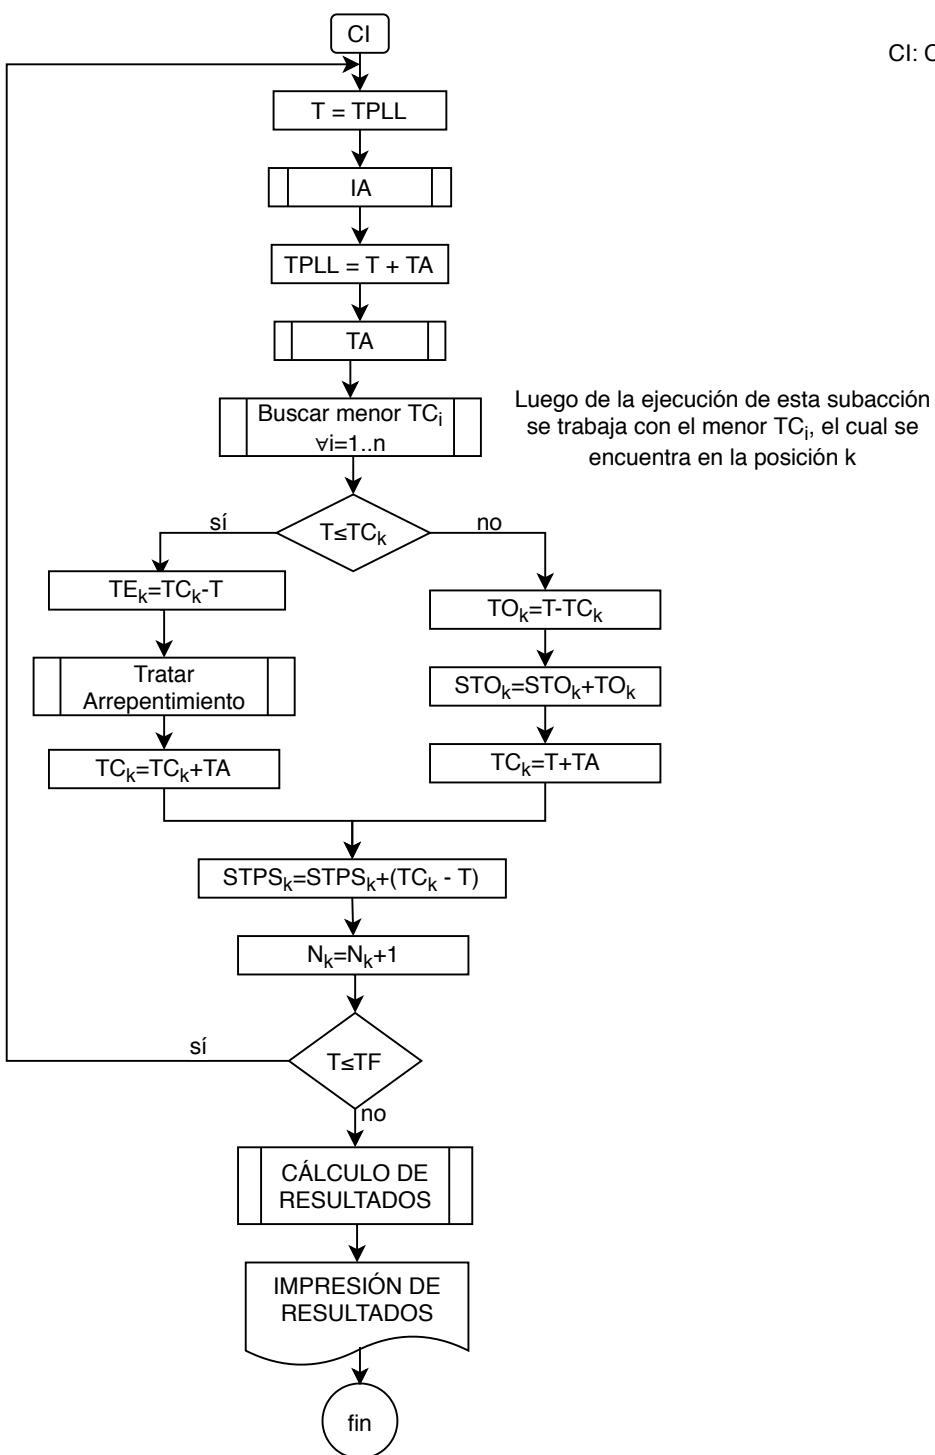 CI
CI: C
T = TPLL
IA
TPLL = T + TA
TA
Buscar menor TCi
∀i=1..n
Luego de la ejecución de esta subacción
se trabaja con el menor TCi, el cual se
encuentra en la posición k
T≤TCk
sí
no
TEk=TCk-T
TOk=T-TCk
Tratar
Arrepentimiento
STOk=STOk+TOk
TCk=TCk+TA
TCk=T+TA
STPSk=STPSk+(TCk - T)
Nk=Nk+1
sí
T≤TF
no
CÁLCULO DE
RESULTADOS
IMPRESIÓN DE
RESULTADOS
fin